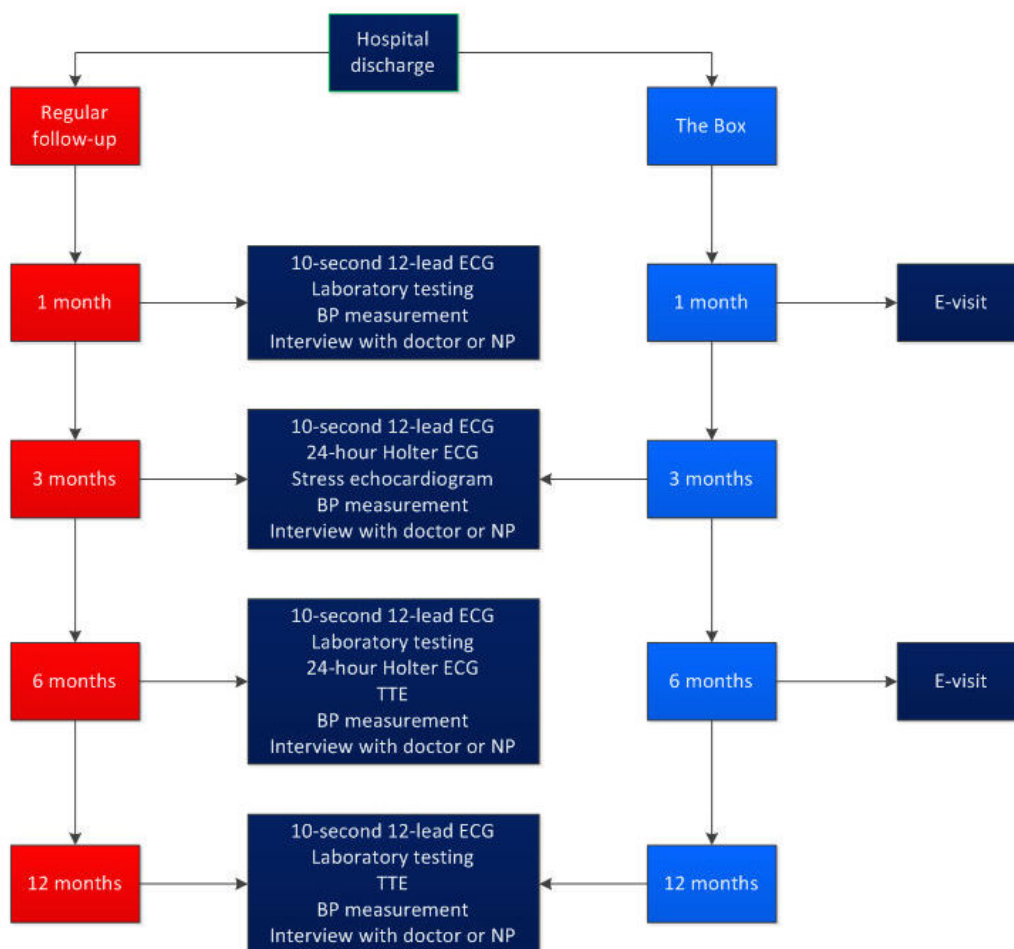 Hospital
discharge
Regular
follow-up
The Box
1 month
10-second 12-lead ECG
Laboratory testing
BP measurement
Interview with doctor or NP
1 month
E-visit
3 months
10-second 12-lead ECG
24-hour Holter ECG
Stress echocardiogram
BP measurement
Interview with doctor or NP
3 months
6 months
10-second 12-lead ECG
Laboratory testing
24-hour Holter ECG
TTE
BP measurement
Interview with doctor or NP
6 months
E-visit
12 months
10-second 12-lead ECG
Laboratory testing
TTE
BP measurement
Interview with doctor or NP
12 months